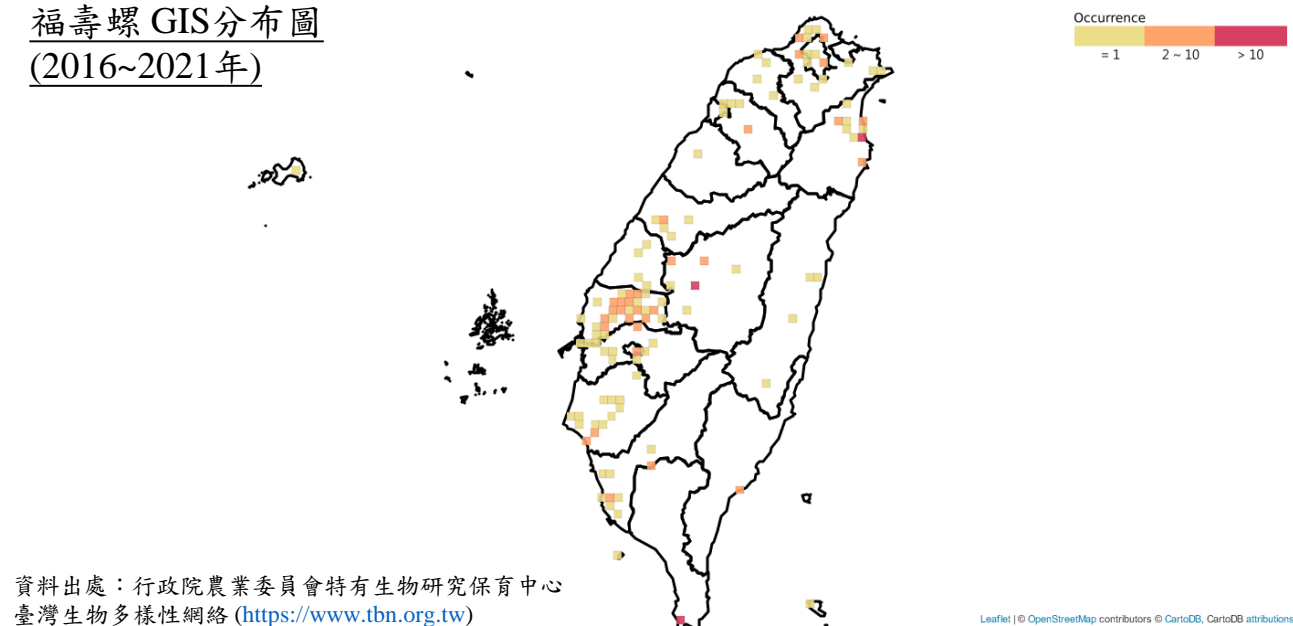 福壽螺 GIS分布圖
(2016~2021年)
Occurrence
= 1 2 ~ 10 > 10
資料出處：行政院農業委員會特有生物研究保育中心
臺灣生物多樣性網絡 (https://www.tbn.org.tw)
Leaflet | © OpenStreetMap contributors © CartoDB, CartoDB attributions